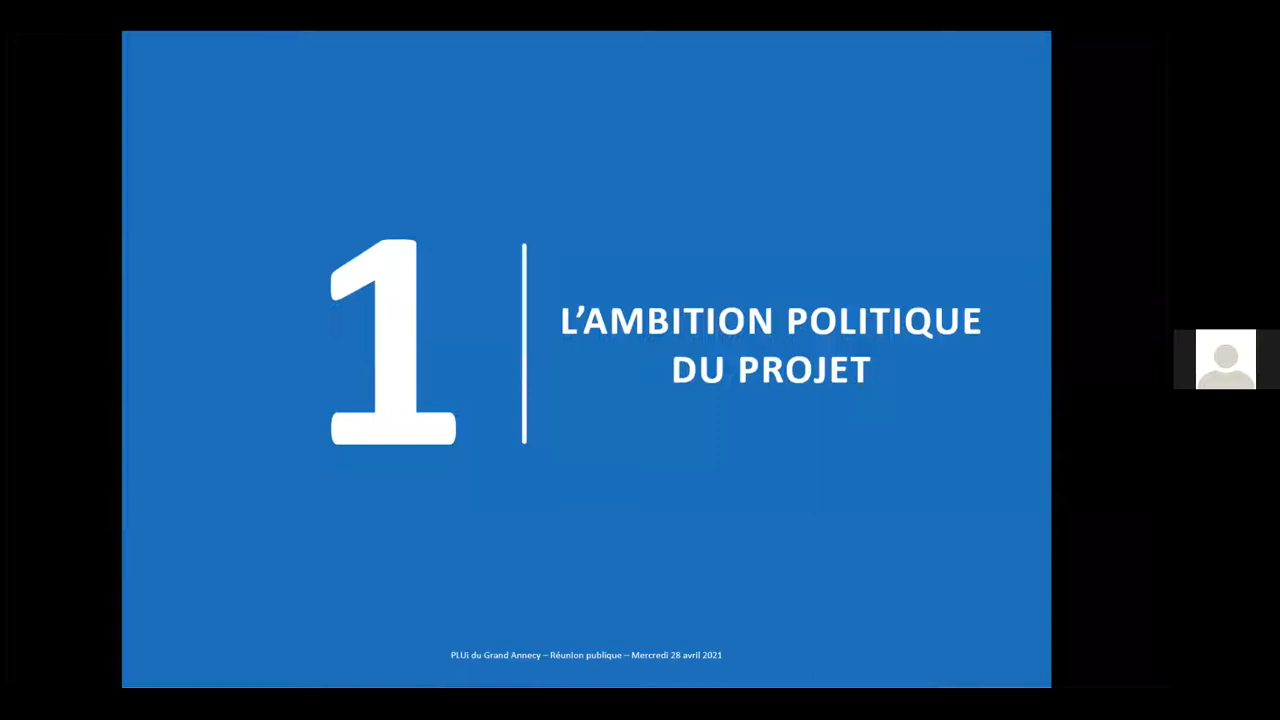 1
L'AMBITION POLITIQUE
DU PROJET
PLUi du Grand Annecy – Réunion publique – Mercredi 28 avril 2021